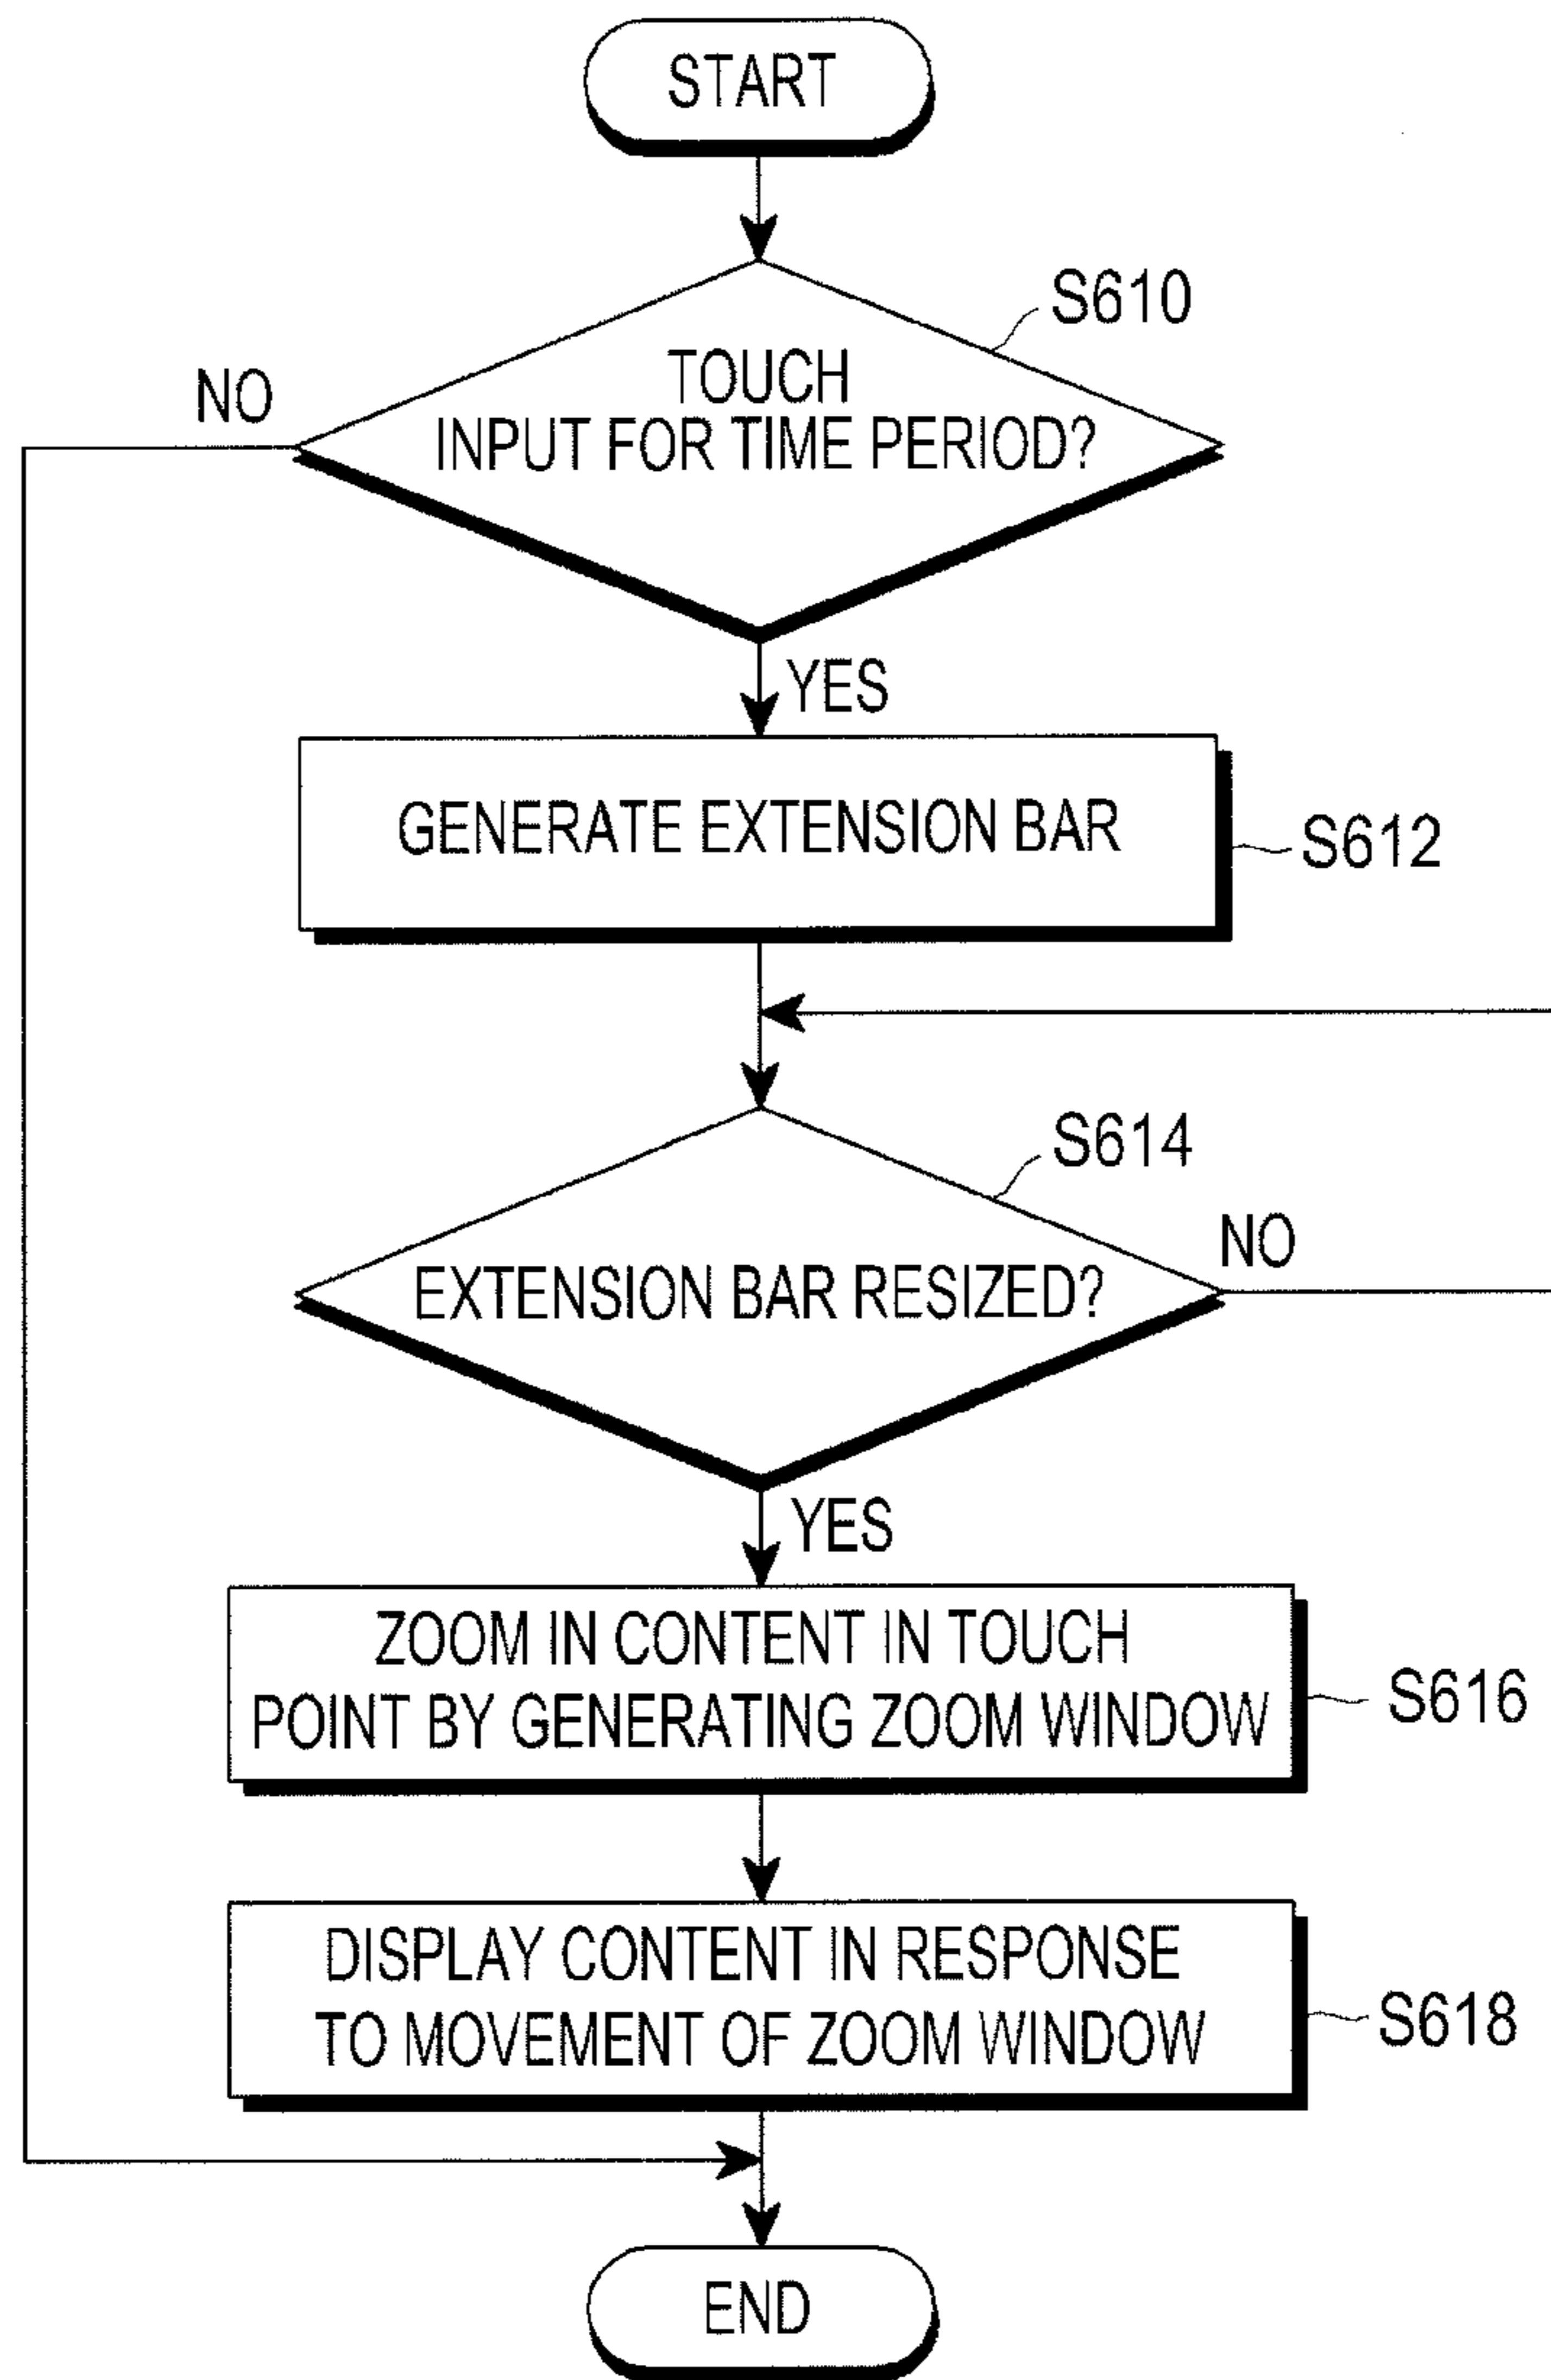 START
S610
NO
TOUCH
INPUT FOR TIME PERIOD?
YES
GENERATE EXTENSION BAR
S612
S614
NO
EXTENSION BAR RESIZED?
YES
ZOOM IN CONTENT IN TOUCH
POINT BY GENERATING ZOOM WINDOW
S616
DISPLAY CONTENT IN RESPONSE
TO MOVEMENT OF ZOOM WINDOW
S618
END